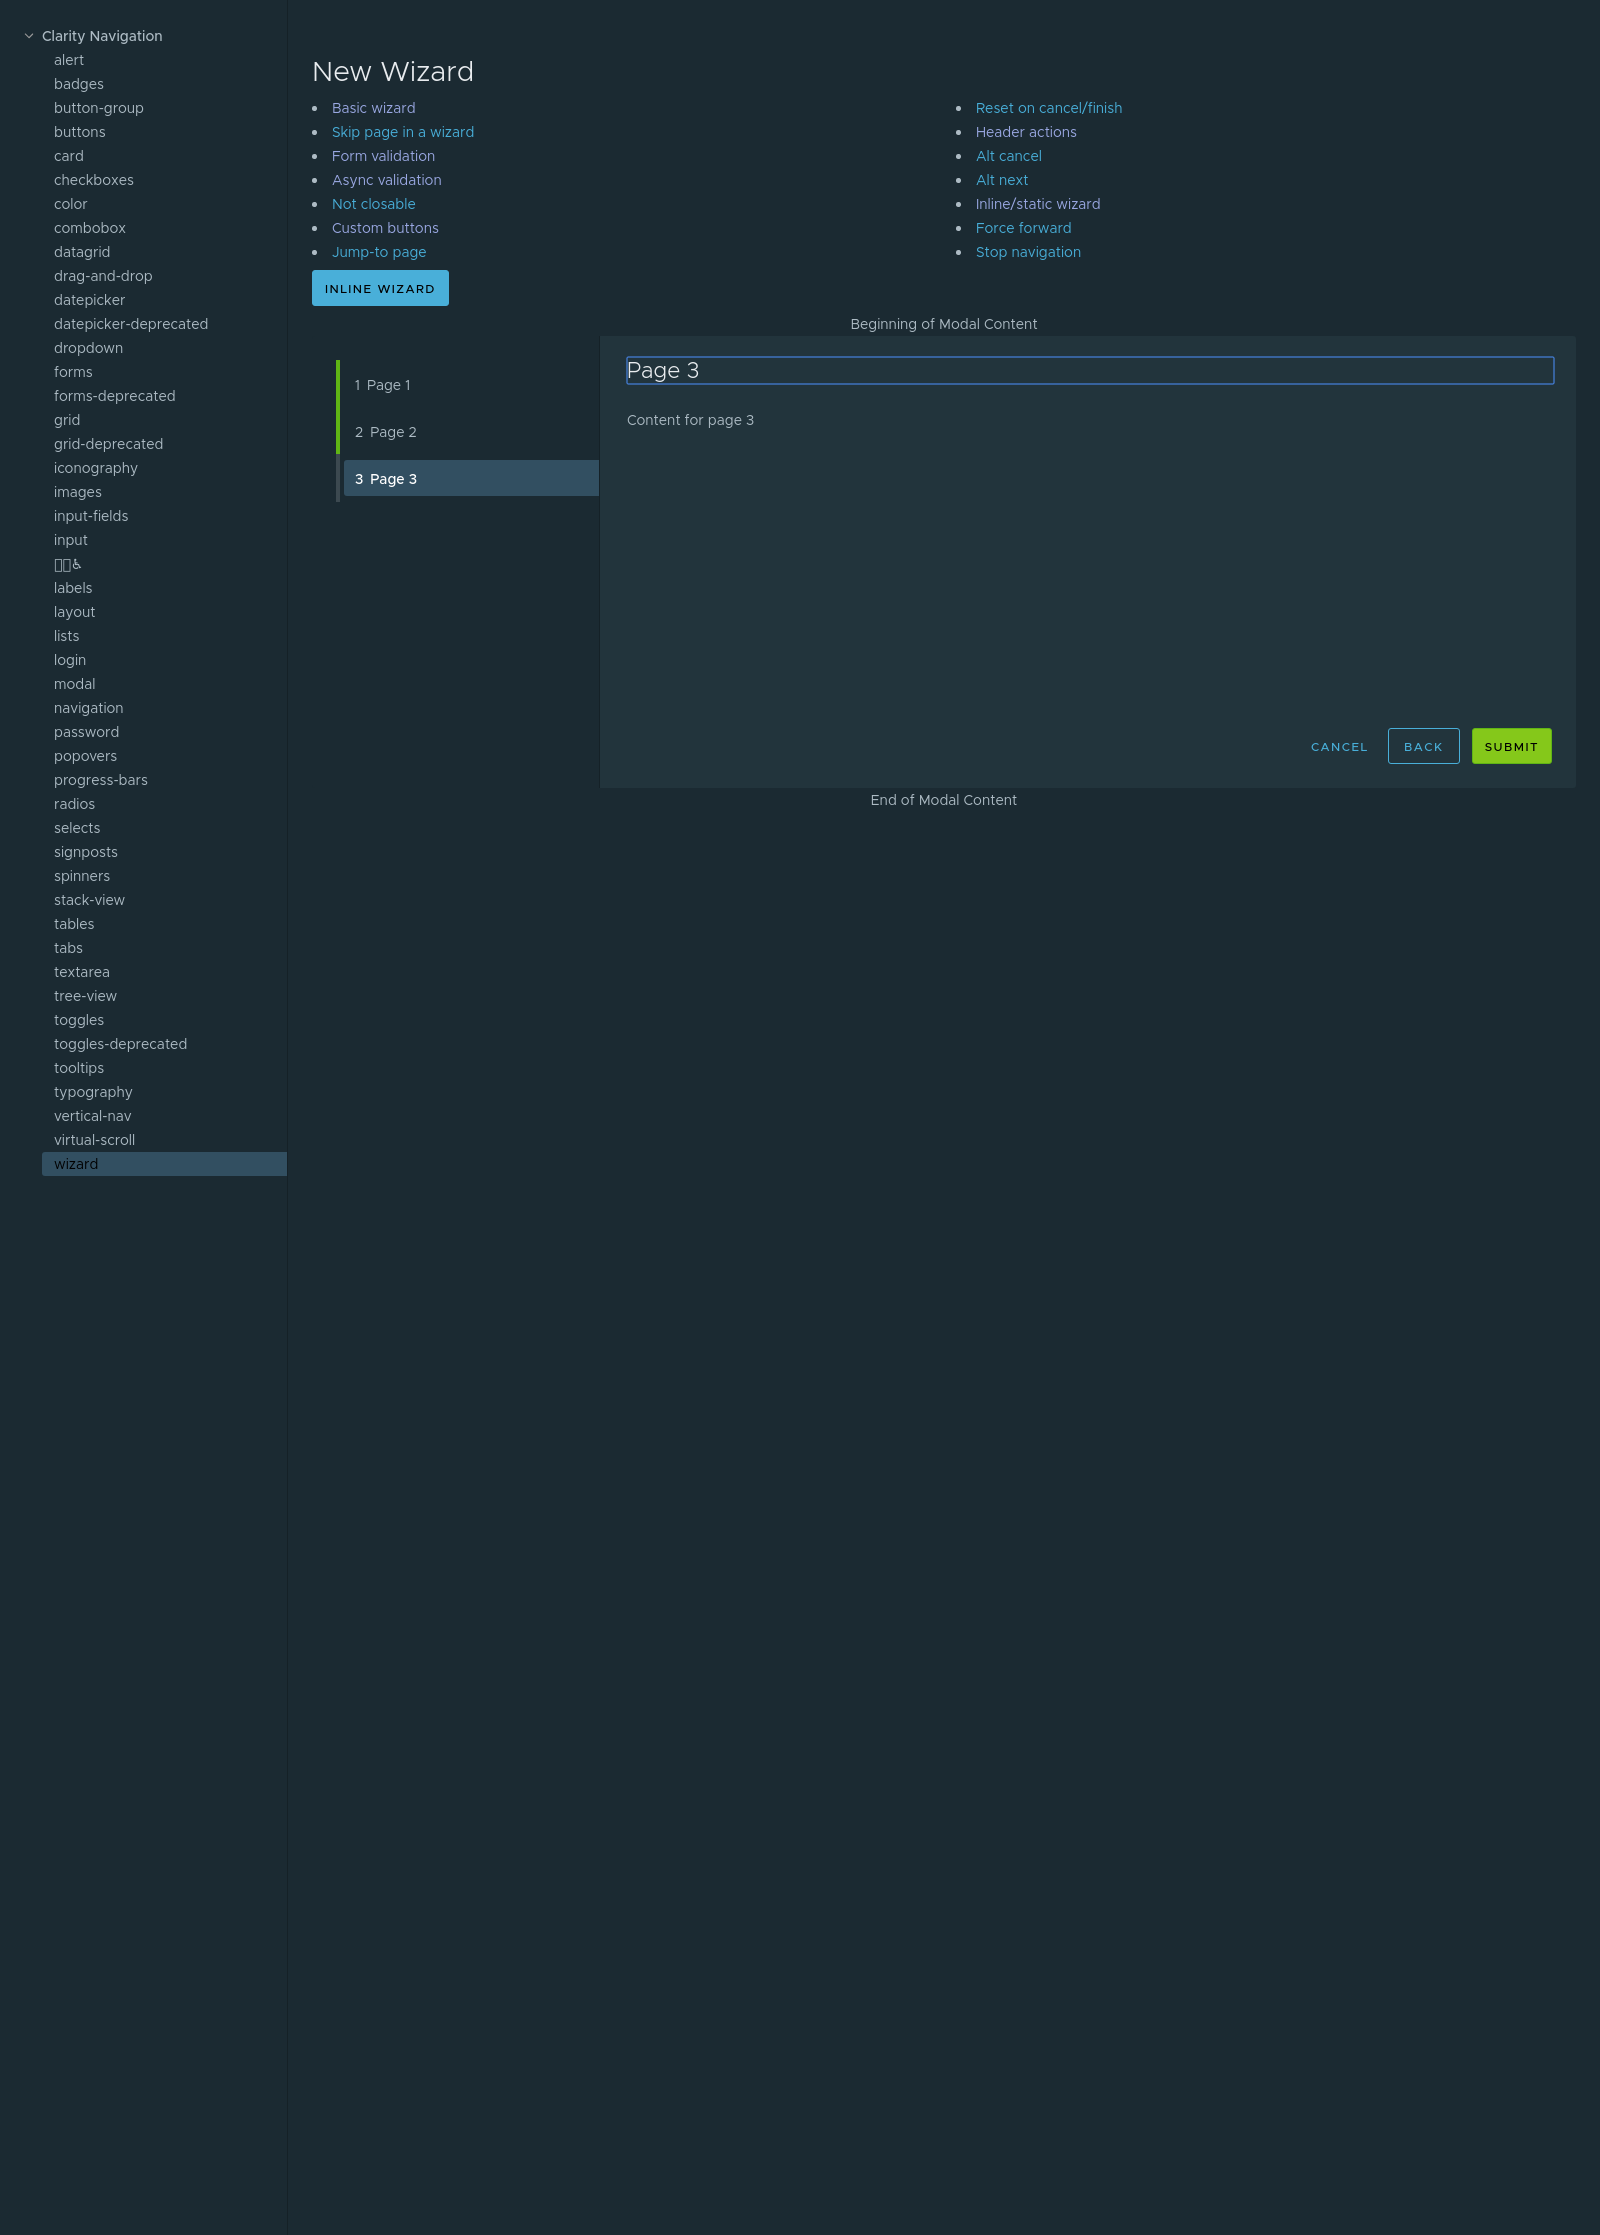 Clarity Navigation
alert
badges
button-group
buttons
card
checkboxes
color
combobox
datagrid
drag-and-drop
datepicker
datepicker-deprecated
dropdown
forms
forms-deprecated
grid
grid-deprecated
iconography
images
input-fields
input
♿
labels
layout
lists
login
modal
navigation
password
popovers
progress-bars
radios
selects
signposts
spinners
stack-view
tables
tabs
textarea
tree-view
toggles
toggles-deprecated
tooltips
typography
vertical-nav
virtual-scroll
wizard
New Wizard
Basic wizard
Skip page in a wizard
Form validation
Async validation
Not closable
Custom buttons
Jump-to page
Reset on cancel/finish
Header actions
Alt cancel
Alt next
Inline/static wizard
Force forward
Stop navigation
INLINE WIZARD
Beginning of Modal Content
1 Page 1
2 Page 2
3 Page 3
Page 3
Content for page 3
CANCEL
BACK
SUBMIT
End of Modal Content